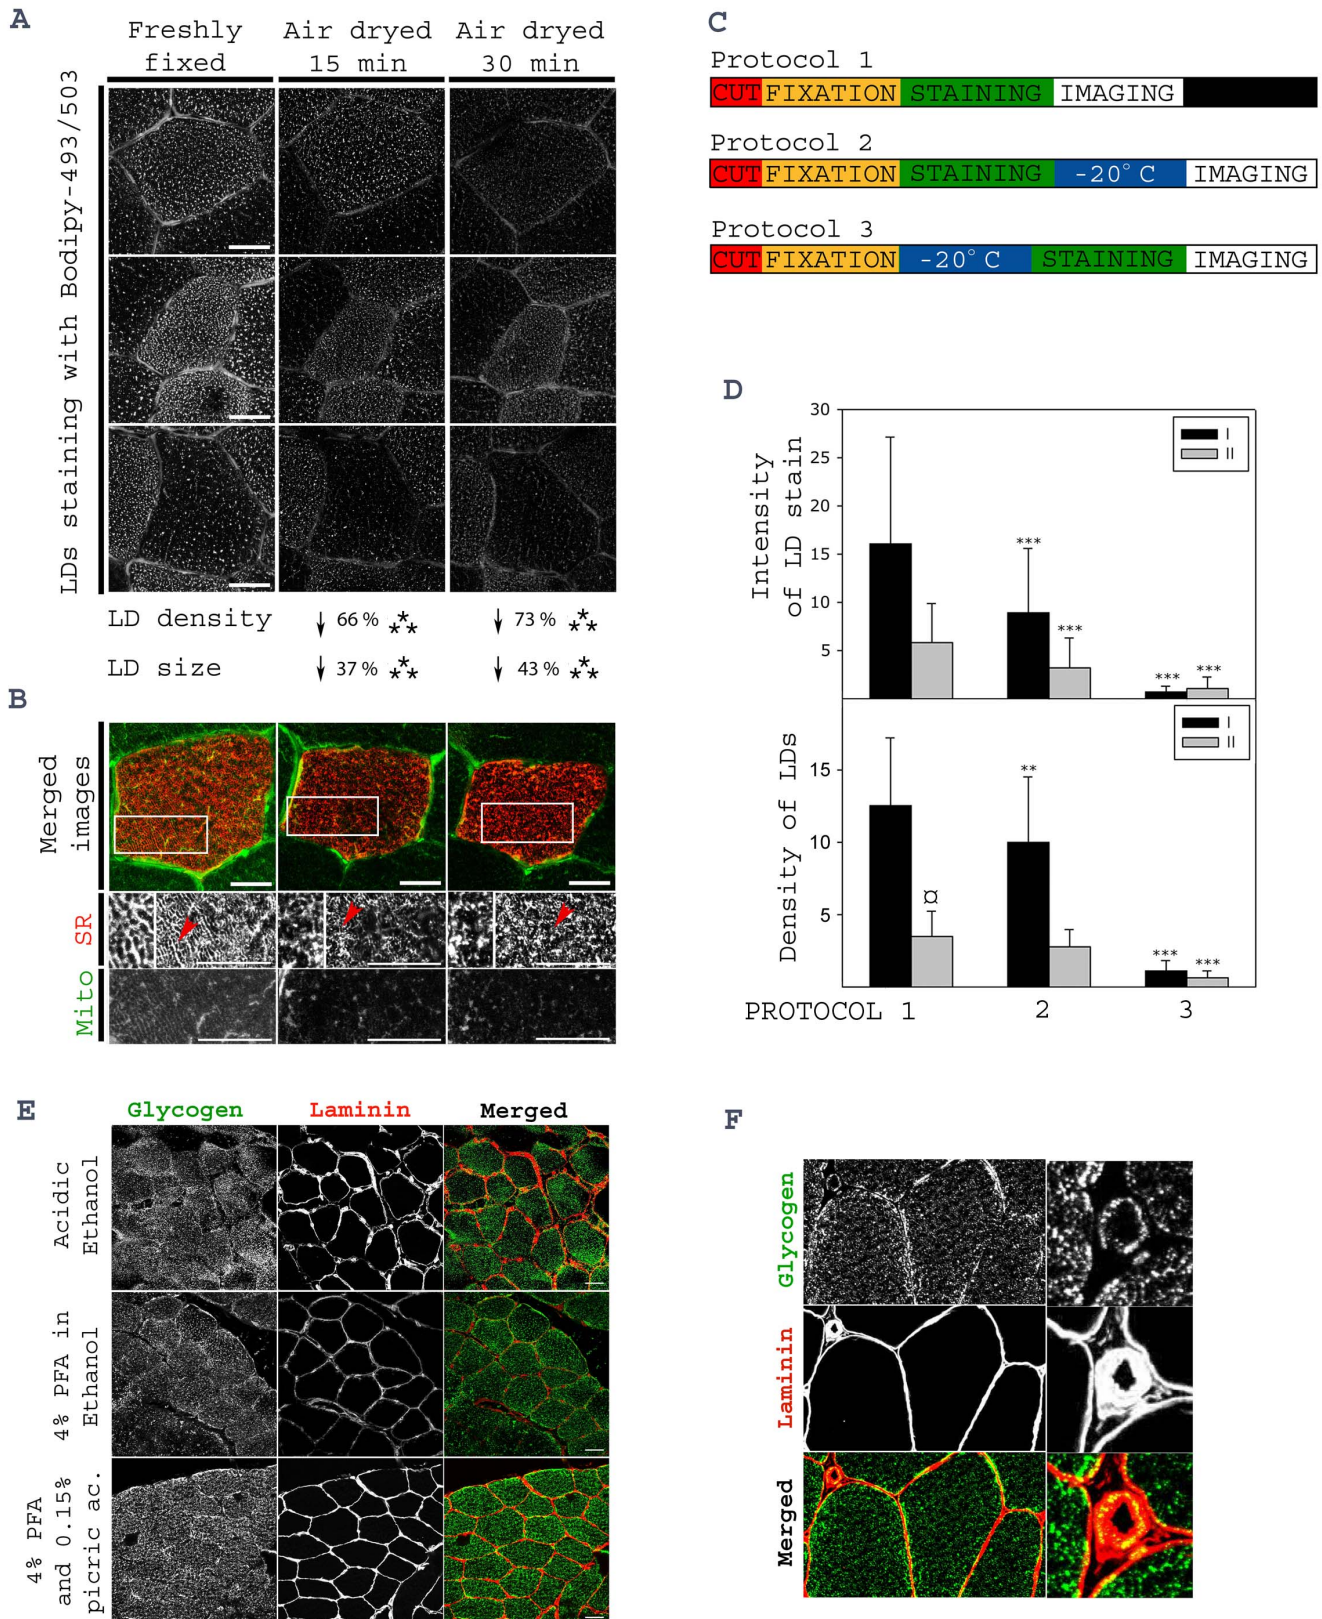 A
Freshly fixed
Air dryed 15 min
Air dryed 30 min
LDs staining with Bodipy-493/503
LD density ↓ 66 % *** ↓ 73 % ***
LD size ↓ 37 % *** ↓ 43 % ***
B
Merged images
SR
Mito
C
Protocol 1
CUT FIXATION STAINING IMAGING
Protocol 2
CUT FIXATION STAINING -20° C IMAGING
Protocol 3
CUT FIXATION -20° C STAINING IMAGING
D
Intensity of LD stain
30
25
20
15
10
5
I
II
***
***
***
***
Density of LDs
15
10
5
I
II
¤
**
***
***
PROTOCOL 1 2 3
E
Glycogen Laminin Merged
Acidic Ethanol
4% PFA in Ethanol
4% PFA and 0.15% picric ac.
F
Glycogen
Laminin
Merged